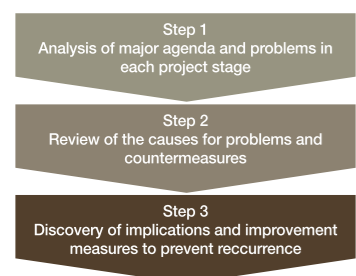 Step 1
Analysis of major agenda and problems in
each project stage
Step 2
Review of the causes for problems and
countermeasures
Step 3
Discovery of implications and improvement
measures to prevent reccurrence